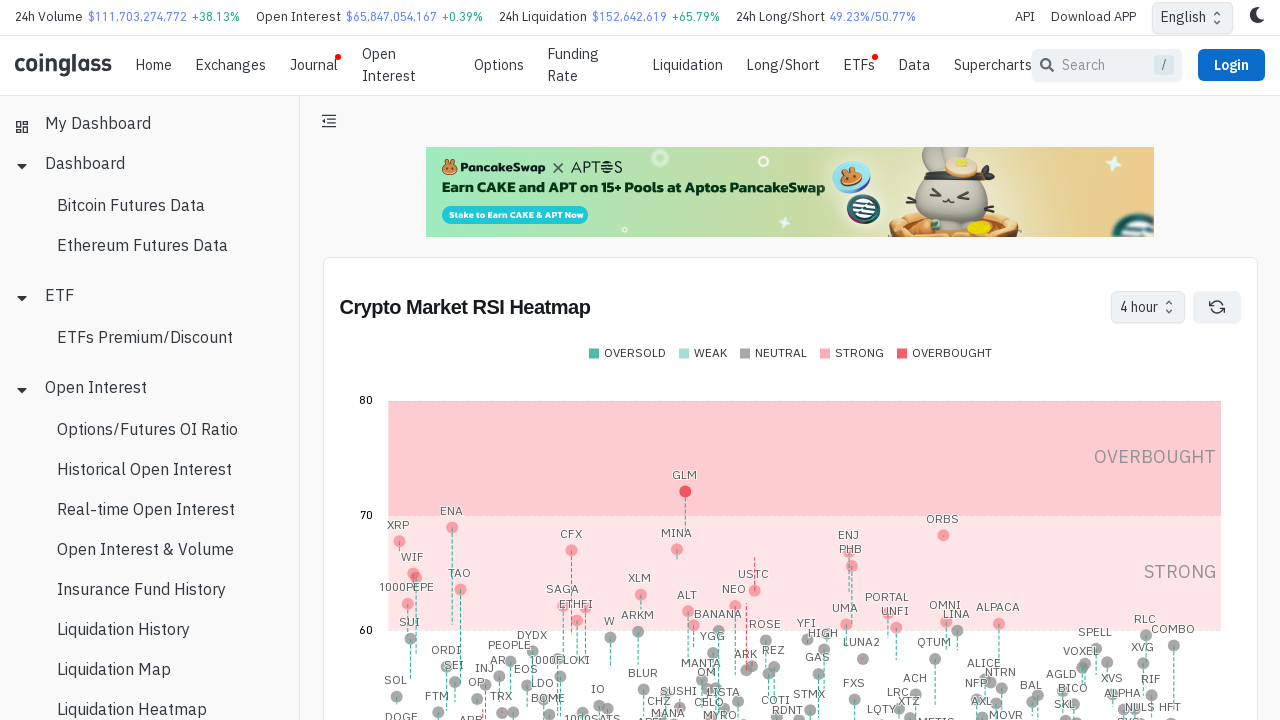 24h Volume $111,703,274,772 +38.13% Open Interest $65,847,054,167 +0.39% 24h Liquidation $152,642,619 +65.79% 24h Long/Short 49.23%/50.77% API Download APP English
coinglass Home Exchanges Journal Open Interest Options Funding Rate Liquidation Long/Short ETFs Data Supercharts Search / Login
My Dashboard
Dashboard
Bitcoin Futures Data
Ethereum Futures Data
ETF
ETFs Premium/Discount
Open Interest
Options/Futures OI Ratio
Historical Open Interest
Real-time Open Interest
Open Interest & Volume
Insurance Fund History
Liquidation History
Liquidation Map
Liquidation Heatmap
PancakeSwap X APTOS
Earn CAKE and APT on 15+ Pools at Aptos PancakeSwap
Stake to Earn CAKE & APT Now
Crypto Market RSI Heatmap 4 hour
OVERSOLD WEAK NEUTRAL STRONG OVERBOUGHT
80
OVERBOUGHT
GLM
70
ENA
ORBS
XRP
CFX MINA ENJ
PHB
WIF
STRONG
TAO XLM USTC
1000PEPE SAGA NEO
ALT PORTAL
ETHFI OMNI ALPACA
UMA UNFI
SUI W ARKM BANANA LINA
RLC
60
ROSE YFI COMBO
DYDX YGG HIGH SPELL
PEOPLE LUNA2 QTUM XVG
ORDI ARK REZ VOXEL
AR 1000FLOKI GAS
SEI MANTA ALICE
INJ EOS BLUR OM NTRN AGLD
SOL OP LDO ACH XVS RIF
IO FXS NFP BAL BICO
FTM TRX BOME CHZ SUSHI LISTA STMX LRC ALPHA
COTI XTZ AXL SKL
DOGE MANA CELO RDNT LQTY MOVR NULS HFT
1000SATS MYRO